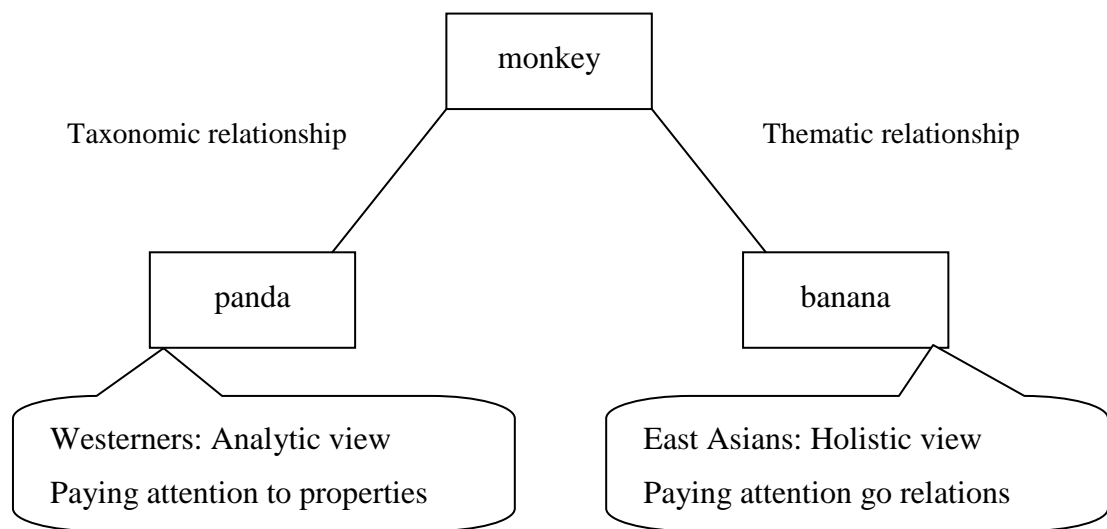 monkey
Taxonomic relationship
Thematic relationship
panda
banana
Westerners: Analytic view
Paying attention to properties
East Asians: Holistic view
Paying attention go relations